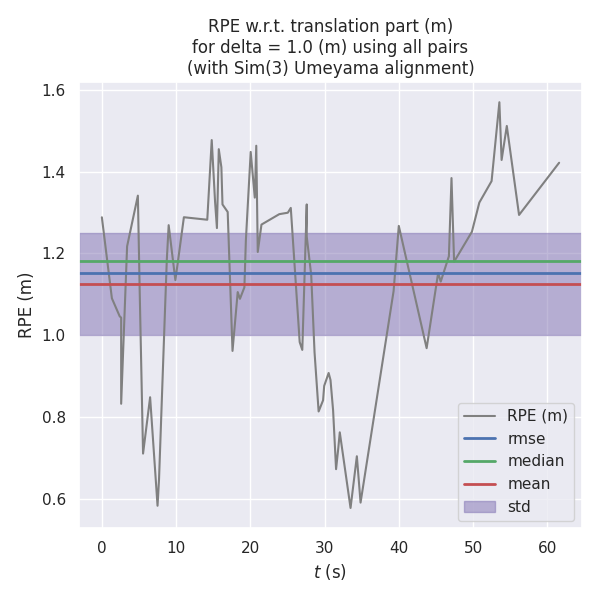 RPE w.r.t. translation part (m)
for delta = 1.0 (m) using all pairs
(with Sim(3) Umeyama alignment)
1.6
1.4
1.2
1.0
0.8
0.6
RPE (m)
RPE (m)
rmse
median
mean
std
0 10 20 30 40 50 60
t (s)